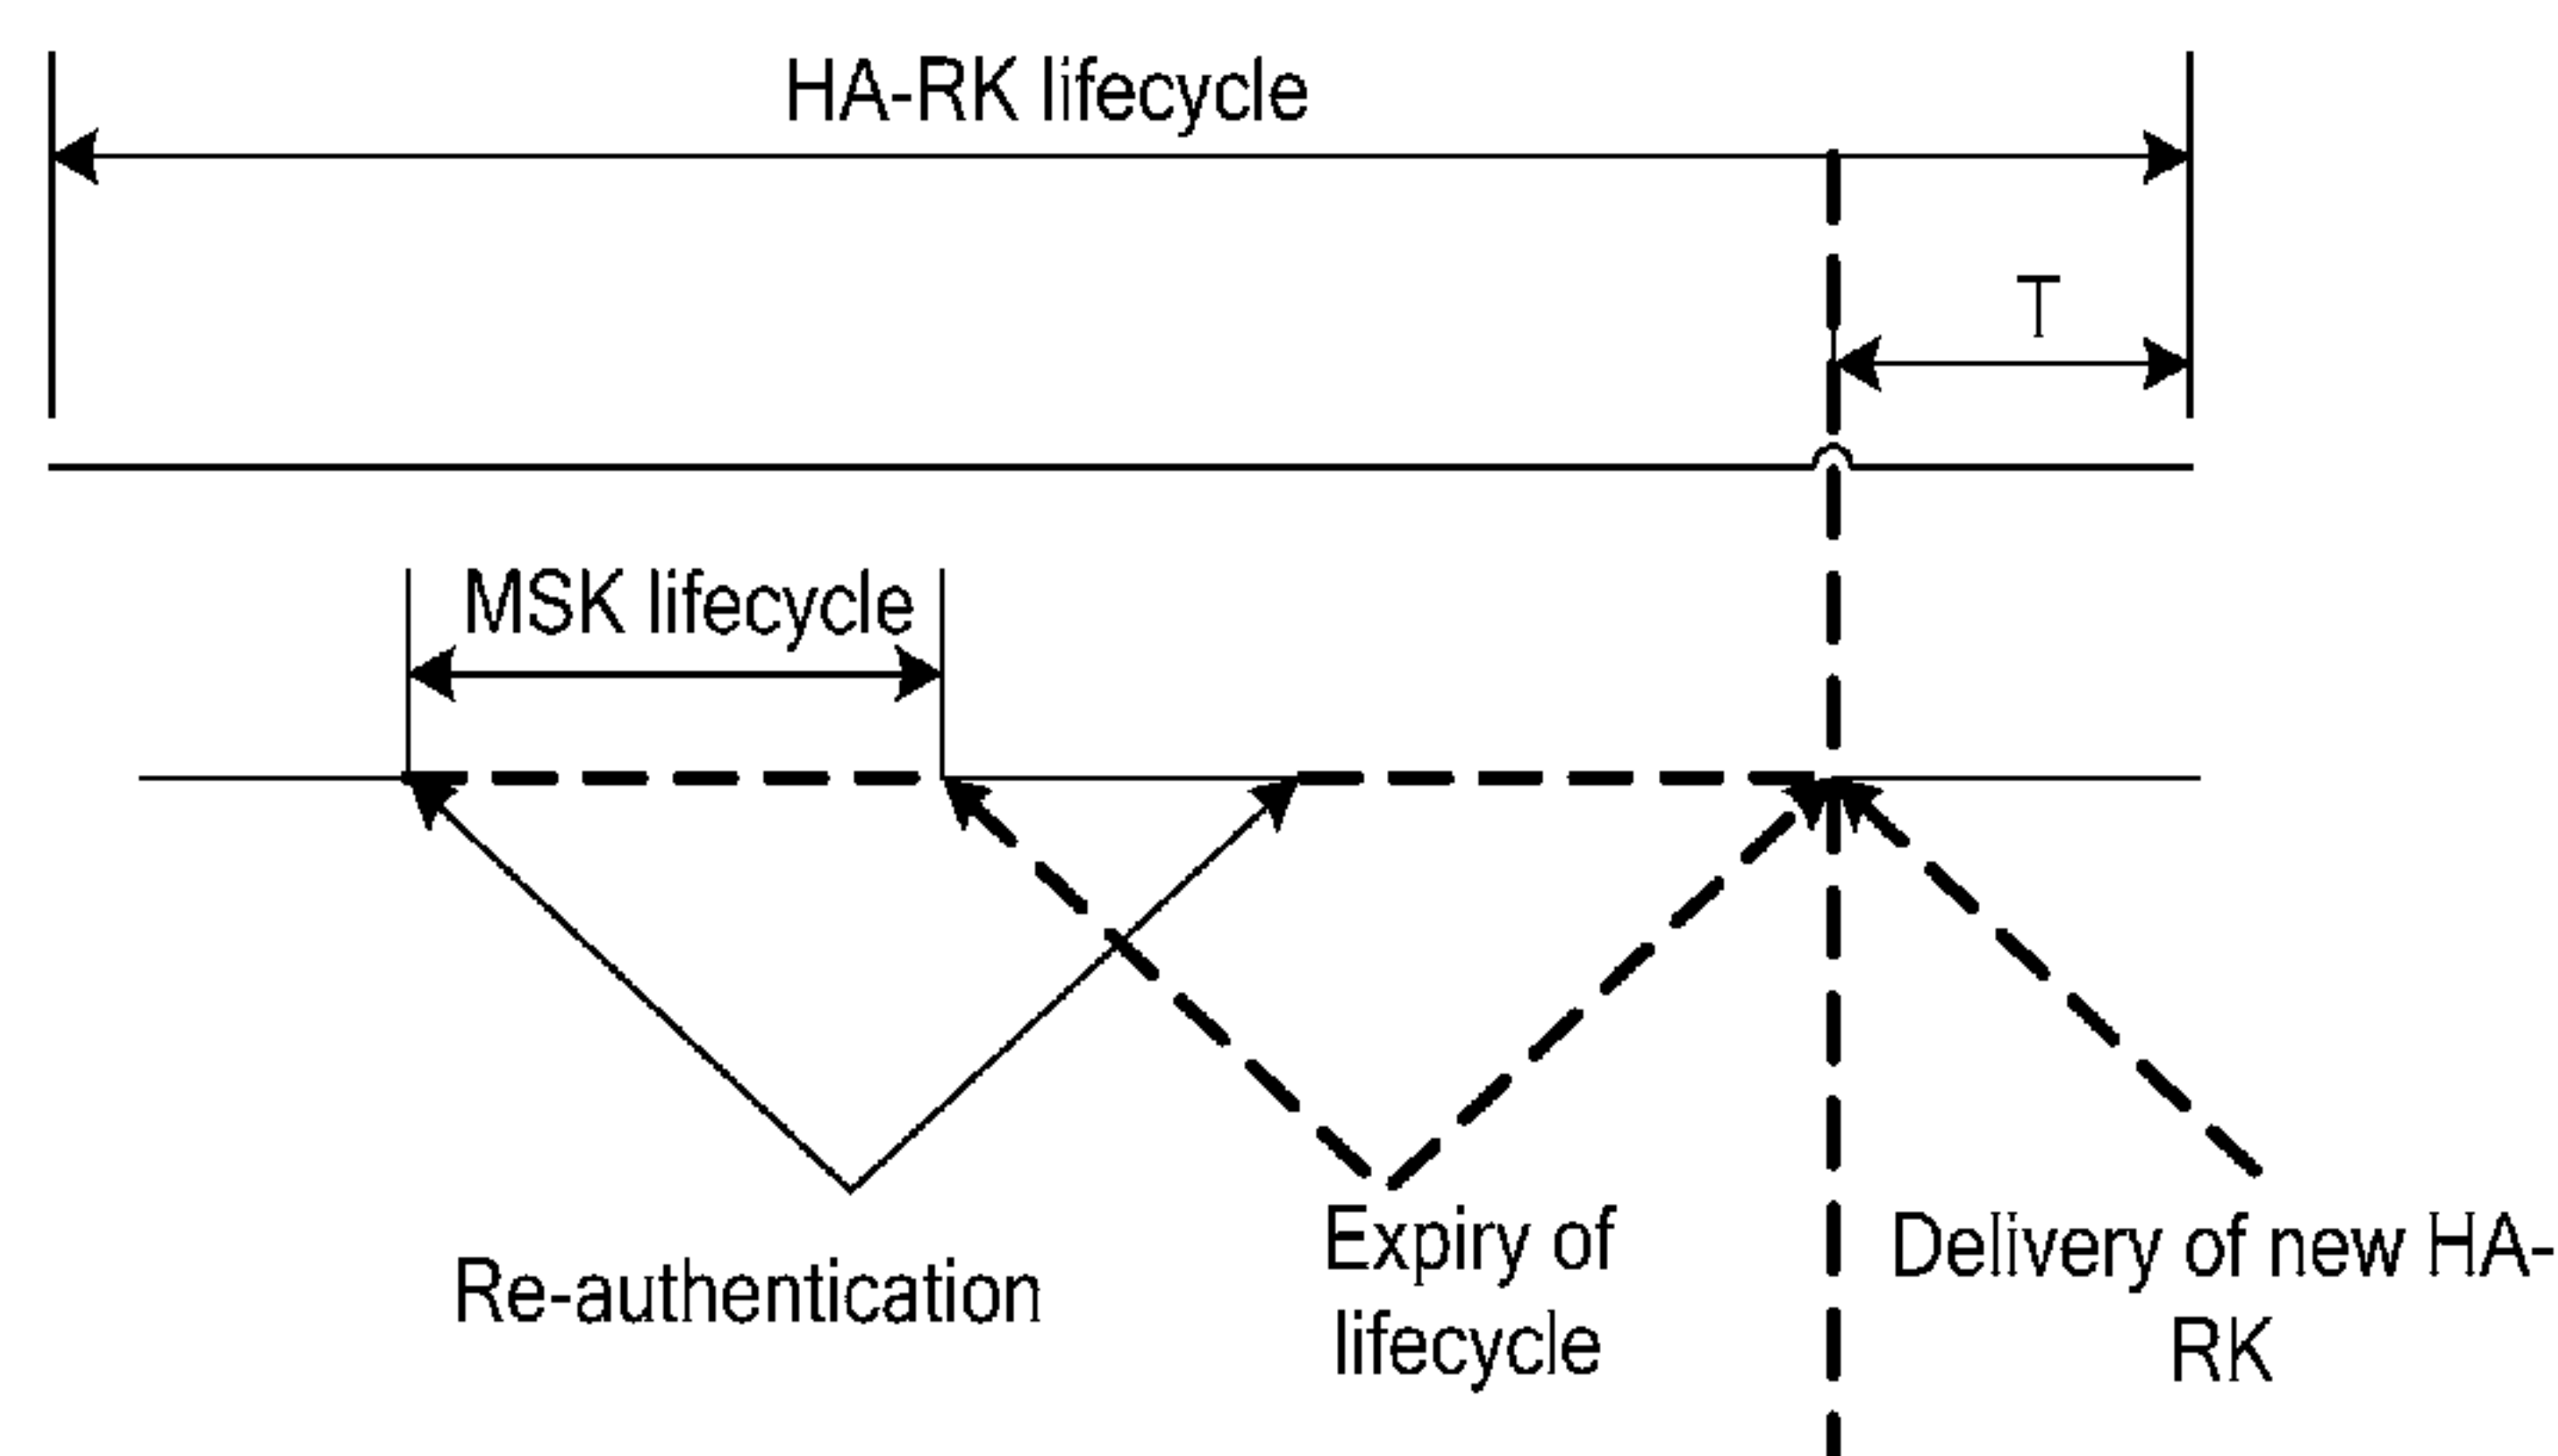 HA-RK lifecycle
T
MSK lifecycle
Re-authentication
Expiry of
lifecycle
Delivery of new HA-
RK